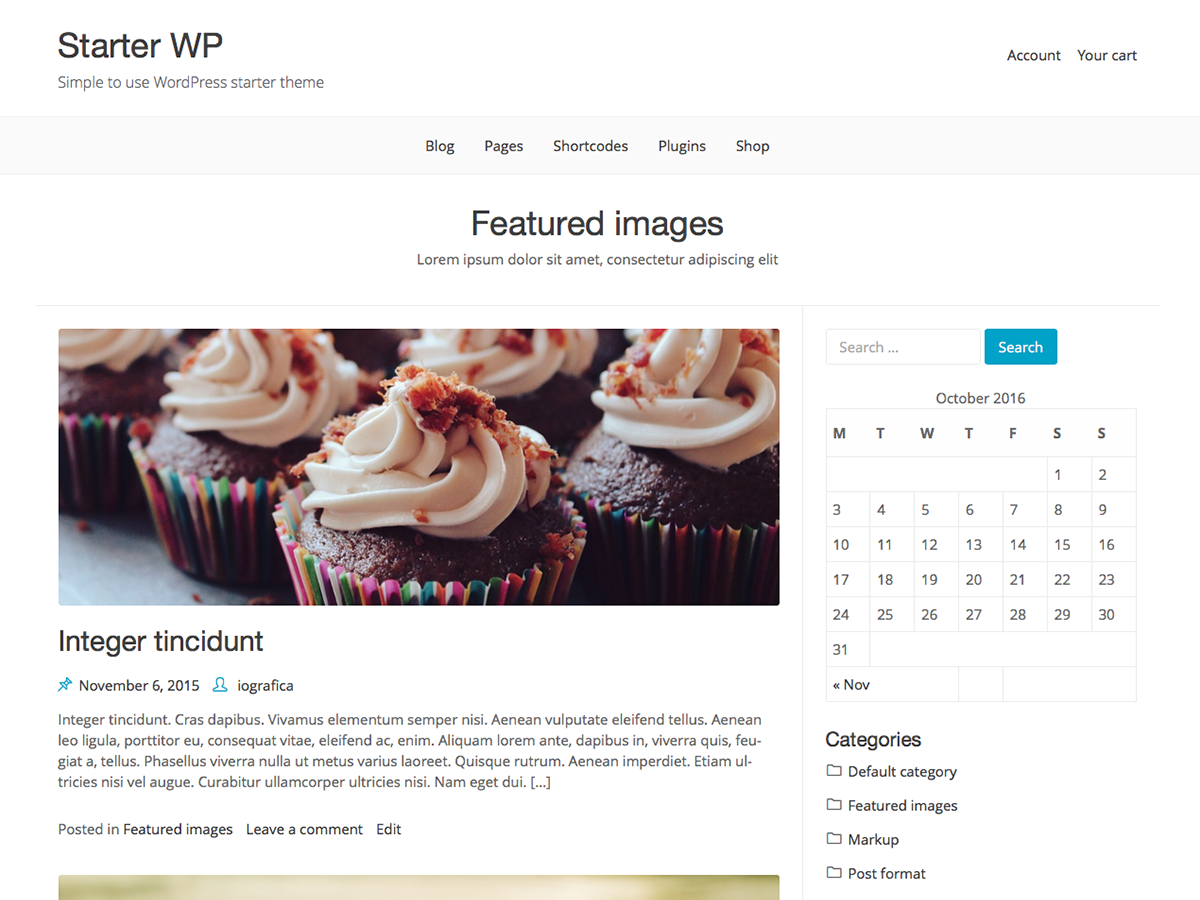 Starter WP
Simple to use WordPress starter theme
Account Your cart
Blog Pages Shortcodes Plugins Shop
Featured images
Lorem ipsum dolor sit amet, consectetur adipiscing elit
Integer tincidunt
November 6, 2015 iografica
Integer tincidunt. Cras dapibus. Vivamus elementum semper nisi. Aenean vulputate eleifend tellus. Aenean
leo ligula, porttitor eu, consequat vitae, eleifend ac, enim. Aliquam lorem ante, dapibus in, viverra quis, feu-
giat a, tellus. Phasellus viverra nulla ut metus varius laoreet. Quisque rutrum. Aenean imperdiet. Etiam ul-
tricies nisi vel augue. Curabitur ullamcorper ultricies nisi. Nam eget dui. [...]
Posted in Featured images Leave a comment Edit
Search ... Search
October 2016
M T W T F S S
1 2
3 4 5 6 7 8 9
10 11 12 13 14 15 16
17 18 19 20 21 22 23
24 25 26 27 28 29 30
31
« Nov
Categories
Default category
Featured images
Markup
Post format